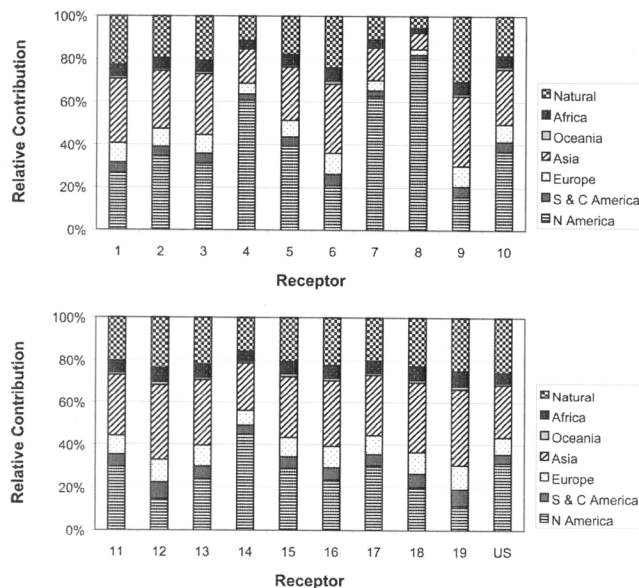 100%
80%
60%
40%
20%
0%
Relative Contribution
1 2 3 4 5 6 7 8 9 10
Receptor
Natural
Africa
Oceania
Asia
Europe
S & C America
N America
100%
80%
60%
40%
20%
0%
Relative Contribution
11 12 13 14 15 16 17 18 19 US
Receptor
Natural
Africa
Oceania
Asia
Europe
S & C America
N America